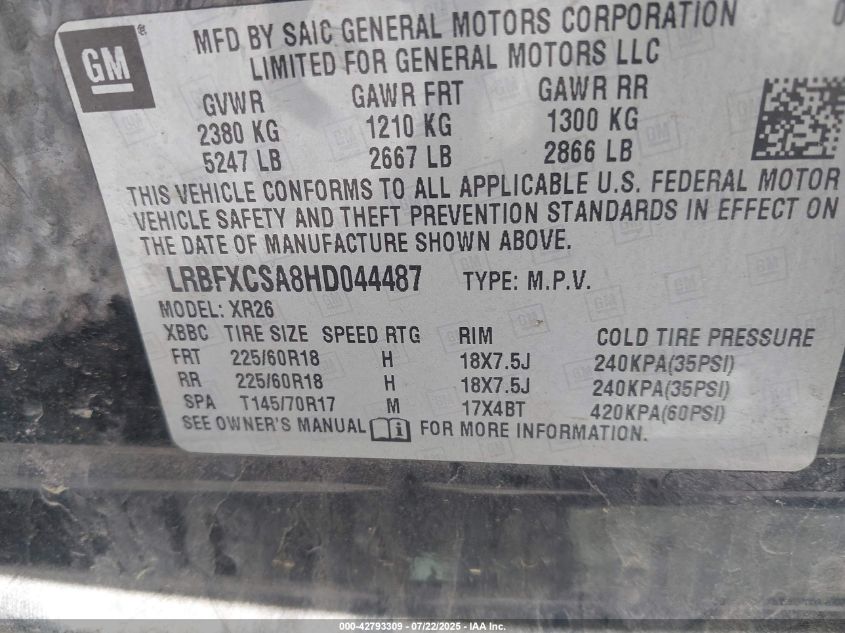 GM
MFD BY SAIC GENERAL MOTORS CORPORATION
LIMITED FOR GENERAL MOTORS LLC
GVWR GAWR FRT GAWR RR
2380 KG 1210 KG 1300 KG
5247 LB 2667 LB 2866 LB
THIS VEHICLE CONFORMS TO ALL APPLICABLE U.S. FEDERAL MOTOR
VEHICLE SAFETY AND THEFT PREVENTION STANDARDS IN EFFECT ON
THE DATE OF MANUFACTURE SHOWN ABOVE.
LRBFXCSA8HD044487 TYPE: M.P.V.
MODEL: XR26
XBBC TIRE SIZE SPEED RTG RIM COLD TIRE PRESSURE
FRT 225/60R18 H 18X7.5J 240KPA(35PSI)
RR 225/60R18 H 18X7.5J 240KPA(35PSI)
SPA T145/70R17 M 17X4BT 420KPA(60PSI)
SEE OWNER'S MANUAL FOR MORE INFORMATION.
000-42793309 - 07/22/2025 - IAA Inc.